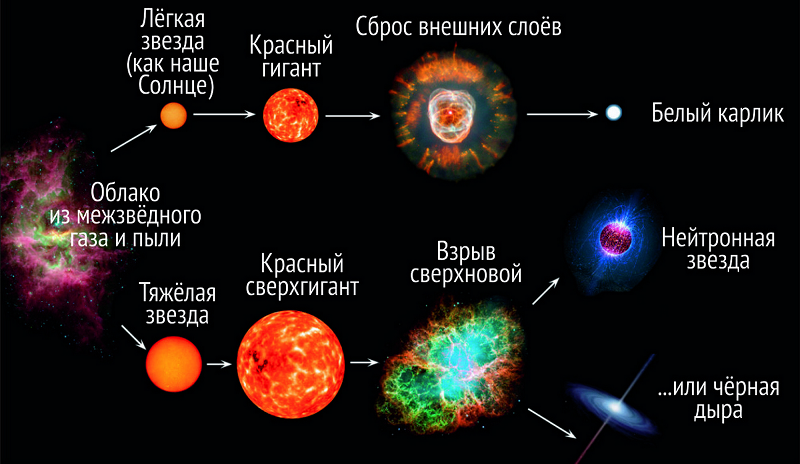 Лёгкая
звезда
(как наше
Солнце)
Красный
гигант
Сброс внешних слоёв
Белый карлик
Облако
из межзвёдного
газа и пыли
Тяжёлая
звезда
Красный
сверхгигант
Взрыв
сверхновой
Нейтронная
звезда
...или чёрная
дыра